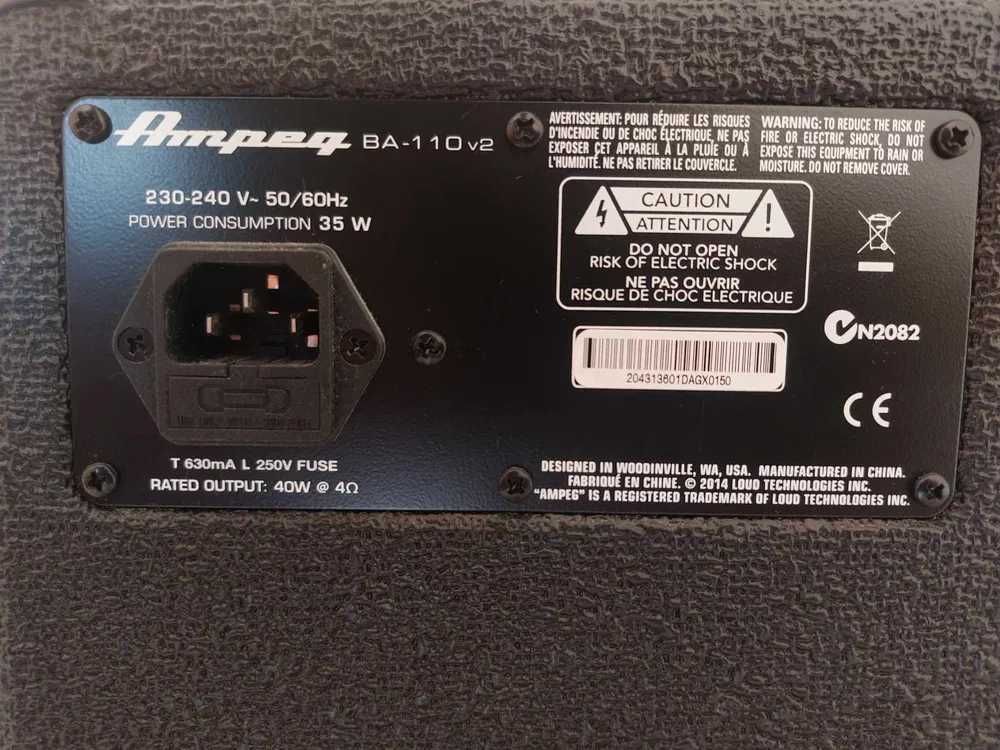 Ampeg BA-110 v2
230-240 V~ 50/60Hz
POWER CONSUMPTION 35 W
T 630mA L 250V FUSE
RATED OUTPUT: 40W @ 4Ω
AVERTISSEMENT: POUR RÉDUIRE LES RISQUES
D'INCENDIE OU DE CHOC ÉLECTRIQUE, NE PAS
EXPOSER CET APPAREIL À LA PLUIE OU À
L'HUMIDITÉ. NE PAS RETIRER LE COUVERCLE.
WARNING: TO REDUCE THE RISK OF
FIRE OR ELECTRIC SHOCK, DO NOT
EXPOSE THIS EQUIPMENT TO RAIN OR
MOISTURE. DO NOT REMOVE COVER.
CAUTION
ATTENTION
DO NOT OPEN
RISK OF ELECTRIC SHOCK
NE PAS OUVRIR
RISQUE DE CHOC ELECTRIQUE
N2082
204313601DAGX0150
CE
DESIGNED IN WOODINVILLE, WA, USA. MANUFACTURED IN CHINA.
FABRIQUÉ EN CHINE. © 2014 LOUD TECHNOLOGIES INC.
"AMPEG" IS A REGISTERED TRADEMARK OF LOUD TECHNOLOGIES INC.